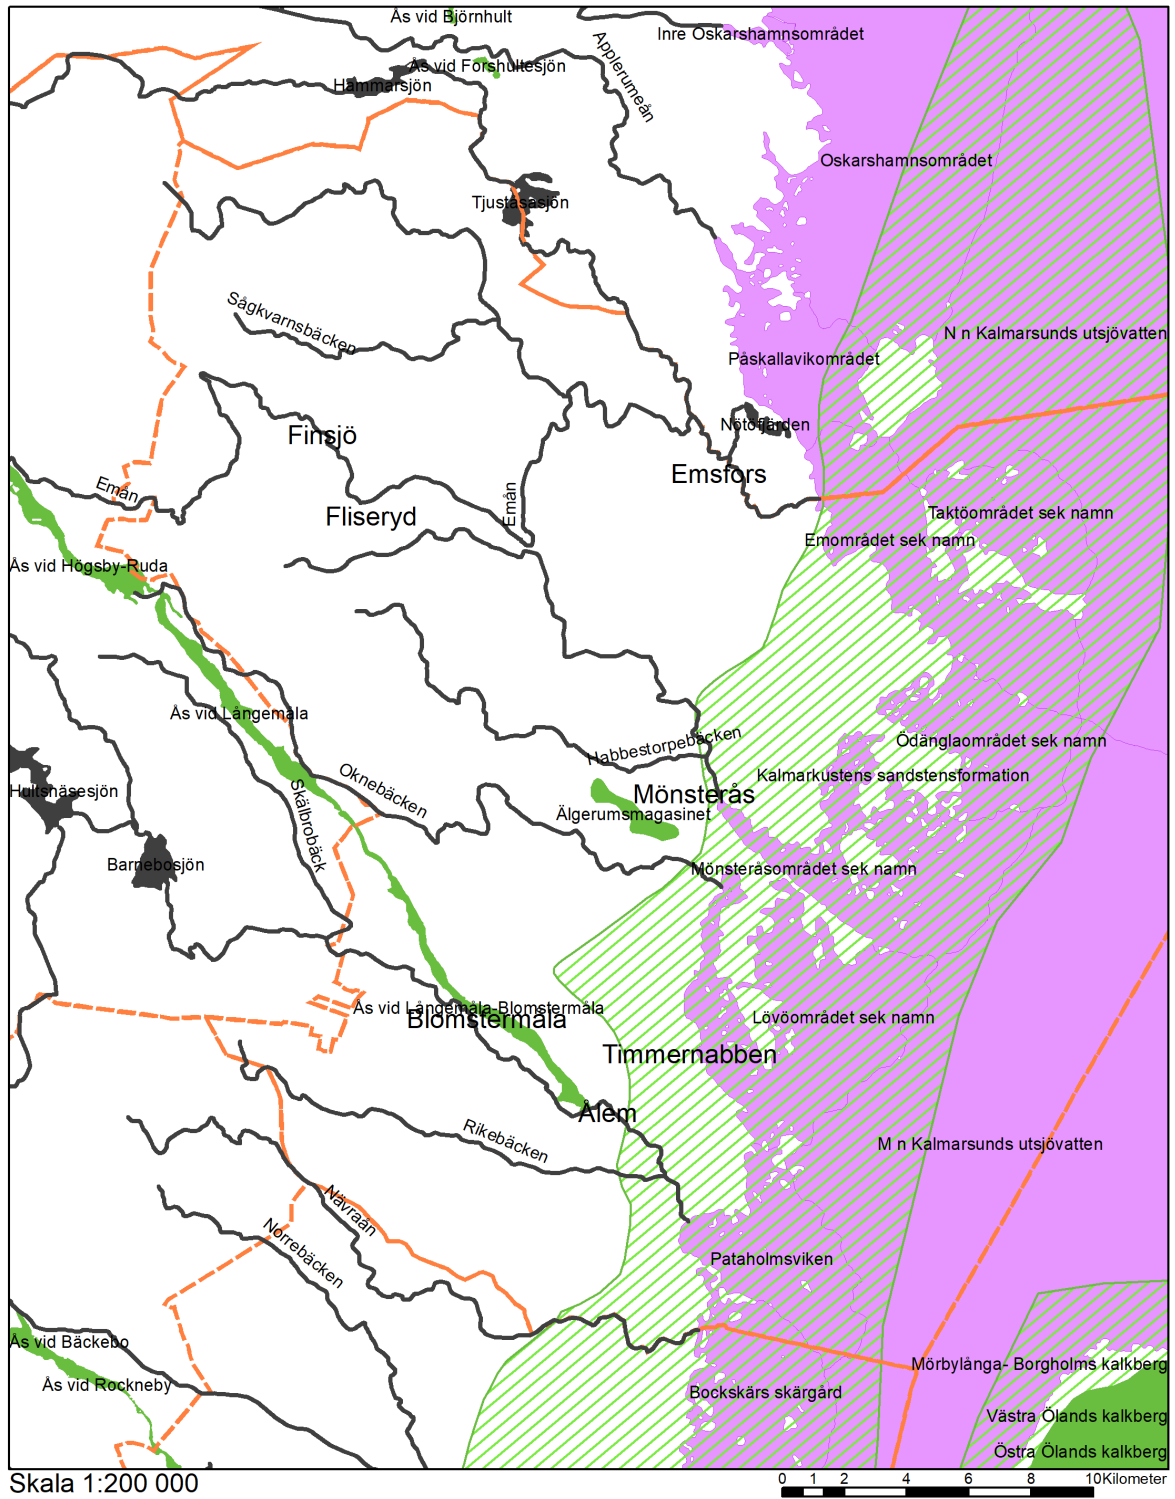 Ås vid Björnhult
Inre Oskarshamnsområdet
Applerumeån
Ås vid Forshultesjön
Hammarsjön
Oskarshamnsområdet
Tjuståsasjön
Sågkvarnsbäcken
N n Kalmarsunds utsjövatten
Påskallavikområdet
Nötöfjärden
Finsjö
Emsfors
Emån
Emån
Fliseryd
Taktöområdet sek namn
Emområdet sek namn
Ås vid Högsby-Ruda
Ås vid Långemåla
Habbestorpebäcken
Ödänglaområdet sek namn
Kalmarkustens sandstensformation
Oknebäcken
Hultsnäsesjön
Skälbrobäck
Mönsterås
Älgerumsmagasinet
Barnebosjön
Mönsteråsområdet sek namn
Ås vid Långemåla-Blomstermåla
Blomstermåla
Lövöområdet sek namn
Timmernabben
Ålem
Rikebäcken
M n Kalmarsunds utsjövatten
Nävraån
Norrebäcken
Pataholmsviken
Ås vid Bäckebo
Mörbylånga- Borgholms kalkberg
Ås vid Rockneby
Bockskärs skärgård
Västra Ölands kalkberg
Östra Ölands kalkberg
Skala 1:200 000
0 1 2 4 6 8 10Kilometer